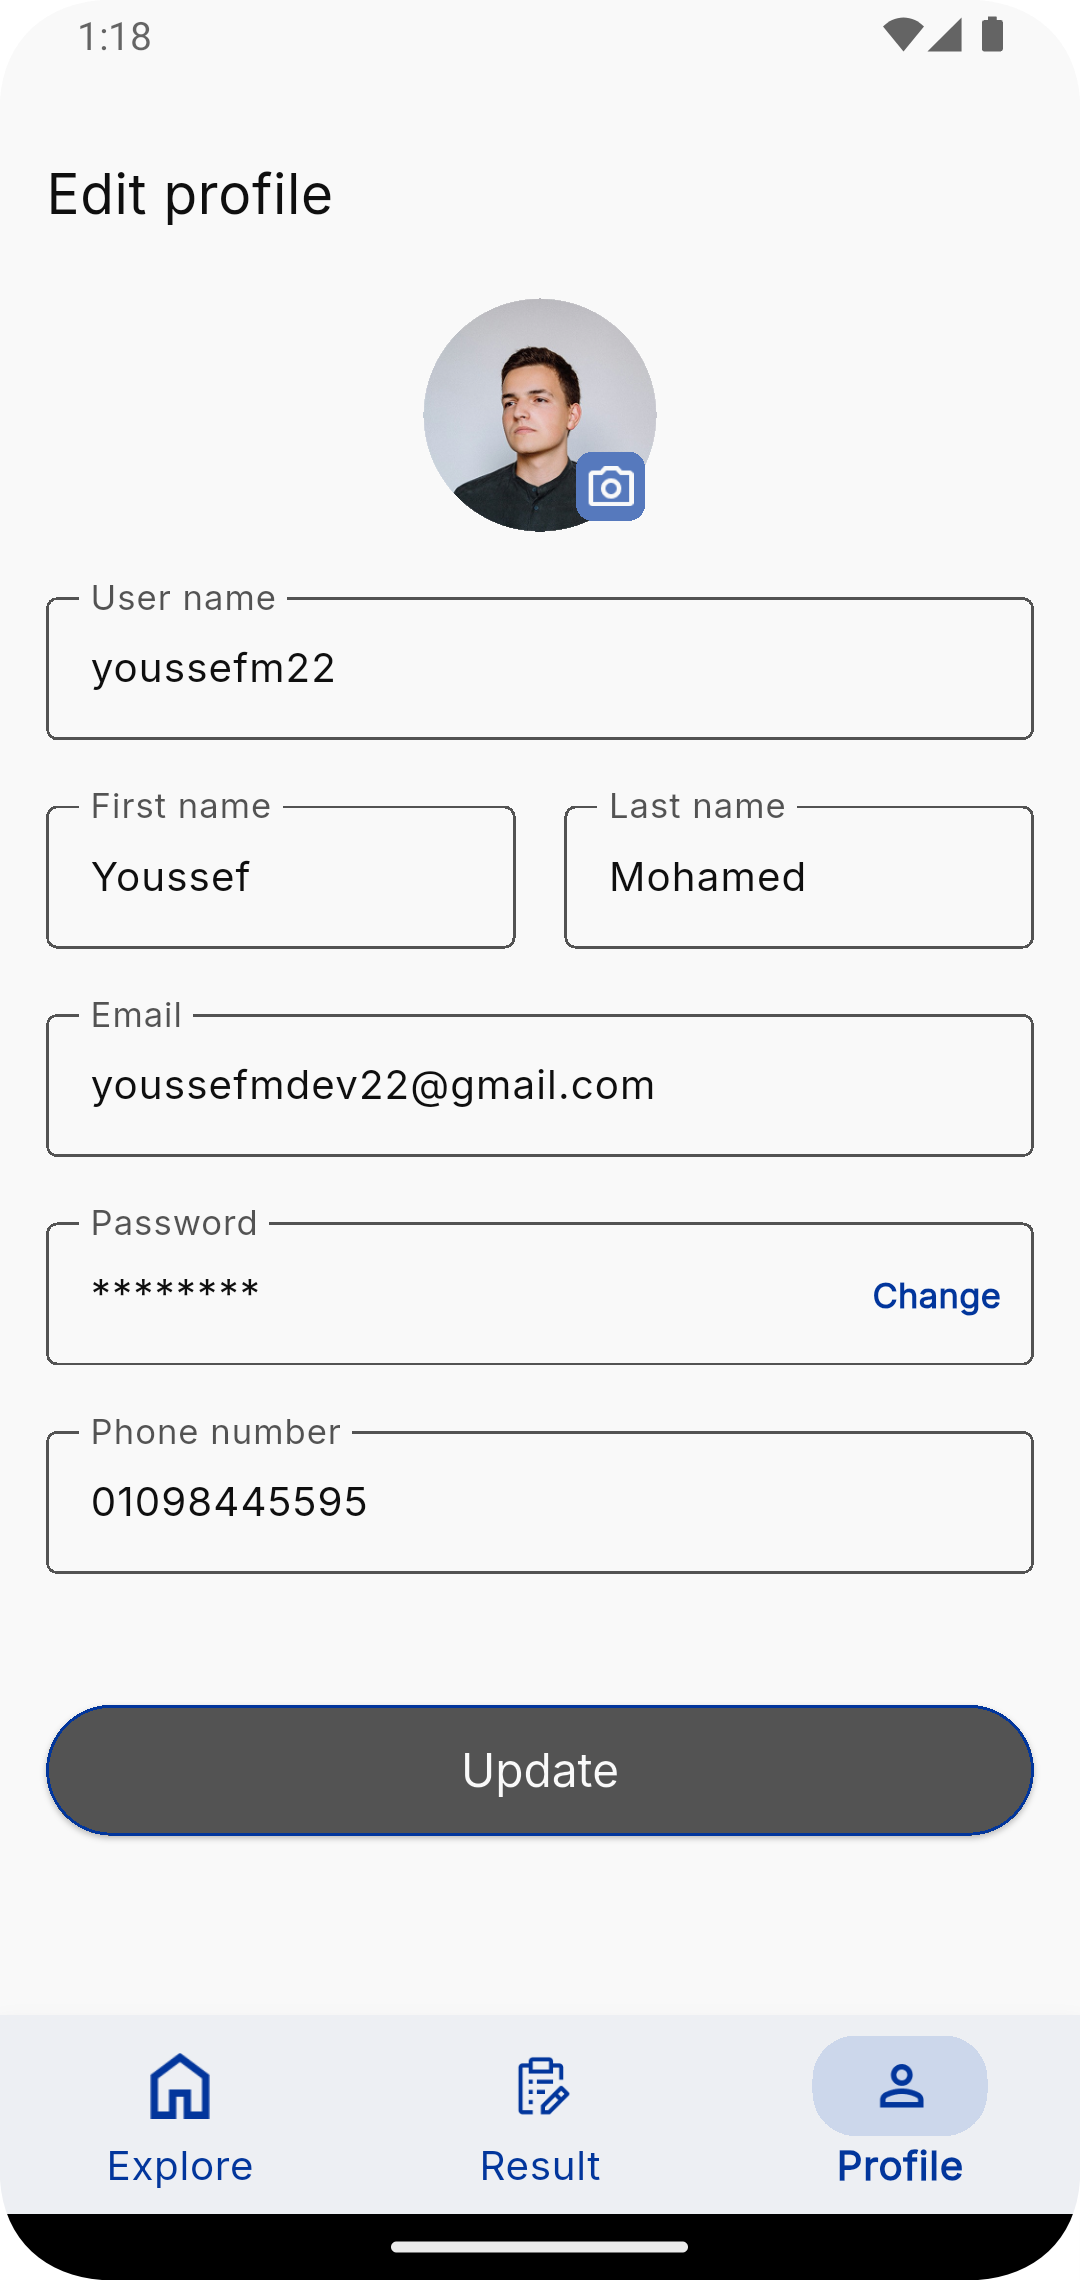 1:18
Edit profile
User name
youssefm22
First name
Last name
Youssef
Mohamed
Email
youssefmdev22@gmail.com
Password
********
Change
Phone number
01098445595
Update
Explore
Result
Profile